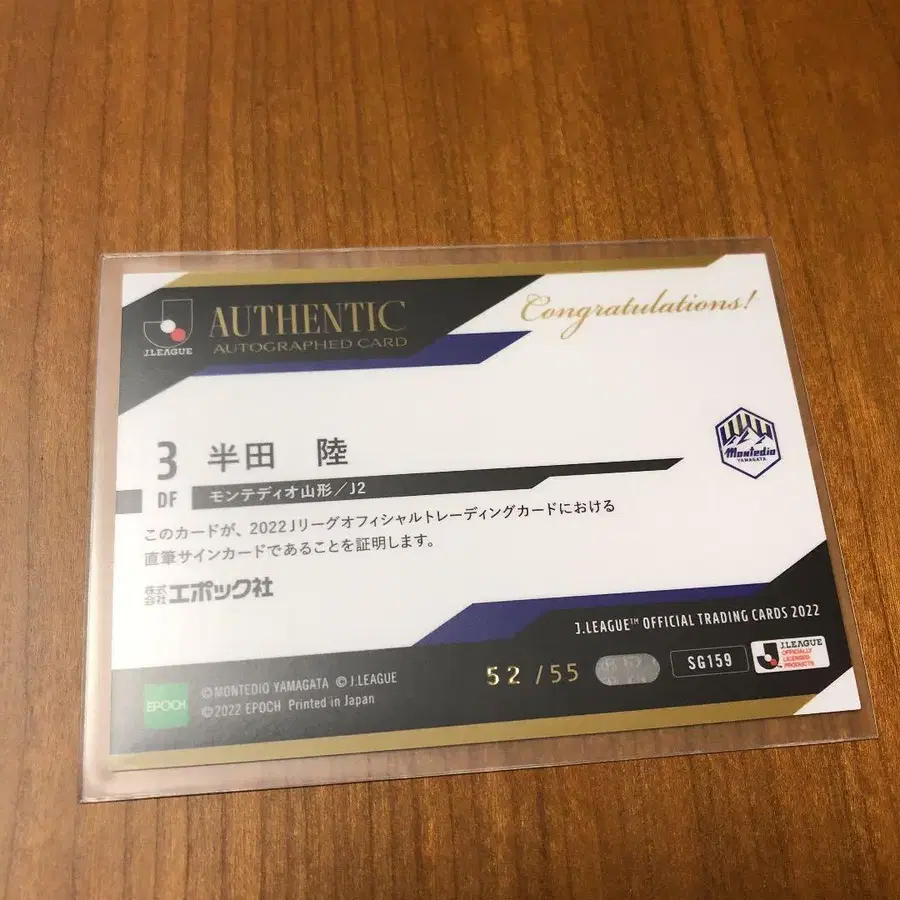 J.LEAGUE
AUTHENTIC
AUTOGRAPHED CARD
Congratulations!
3
DF
半田 陸
モンテディオ山形/J2
Montedio
YAMAGATA
このカードが、2022Jリーグオフィシャルトレーディングカードにおける
直筆サインカードであることを証明します。
株式会社エポック社
J.LEAGUE™ OFFICIAL TRADING CARDS 2022
EPOCH
©MONTEDIO YAMAGATA ©J.LEAGUE
©2022 EPOCH Printed in Japan
52 /55
SG159
J.LEAGUE
OFFICIALLY
LICENSED
PRODUCTS